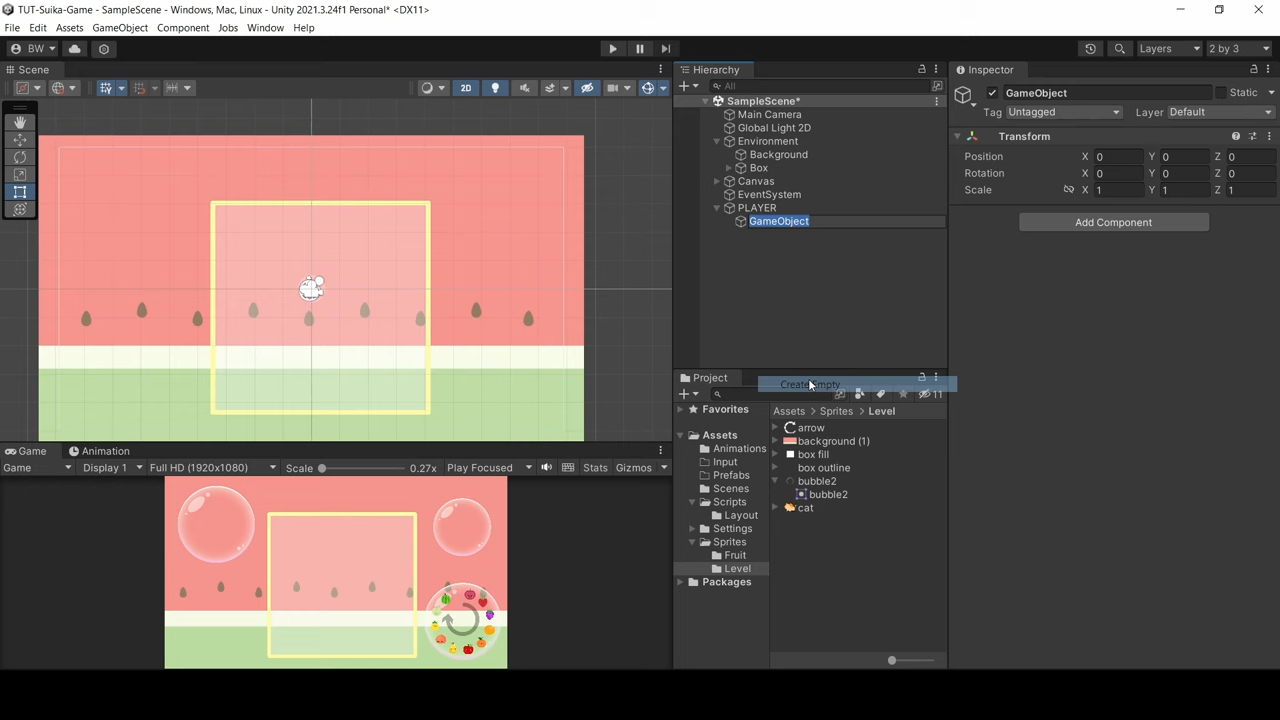 TUT-Suika-Game - SampleScene - Windows, Mac, Linux - Unity 2021.3.24f1 Personal* <DX11>
File Edit Assets GameObject Component Jobs Window Help
BW Layers 2 by 3
Scene
2D
Hierarchy
All
SampleScene*
Main Camera
Global Light 2D
Environment
Background
Box
Canvas
EventSystem
PLAYER
GameObject
Inspector
GameObject Static
Tag Untagged Layer Default
Transform
Position X 0 Y 0 Z 0
Rotation X 0 Y 0 Z 0
Scale X 1 Y 1 Z 1
Add Component
Create Empty
Project
11
Favorites
Assets
Animations
Input
Prefabs
Scenes
Scripts
Layout
Settings
Sprites
Fruit
Level
Packages
Assets > Sprites > Level
arrow
background (1)
box fill
box outline
bubble2
bubble2
cat
Game Animation
Game Display 1 Full HD (1920x1080) Scale 0.27x Play Focused Stats Gizmos